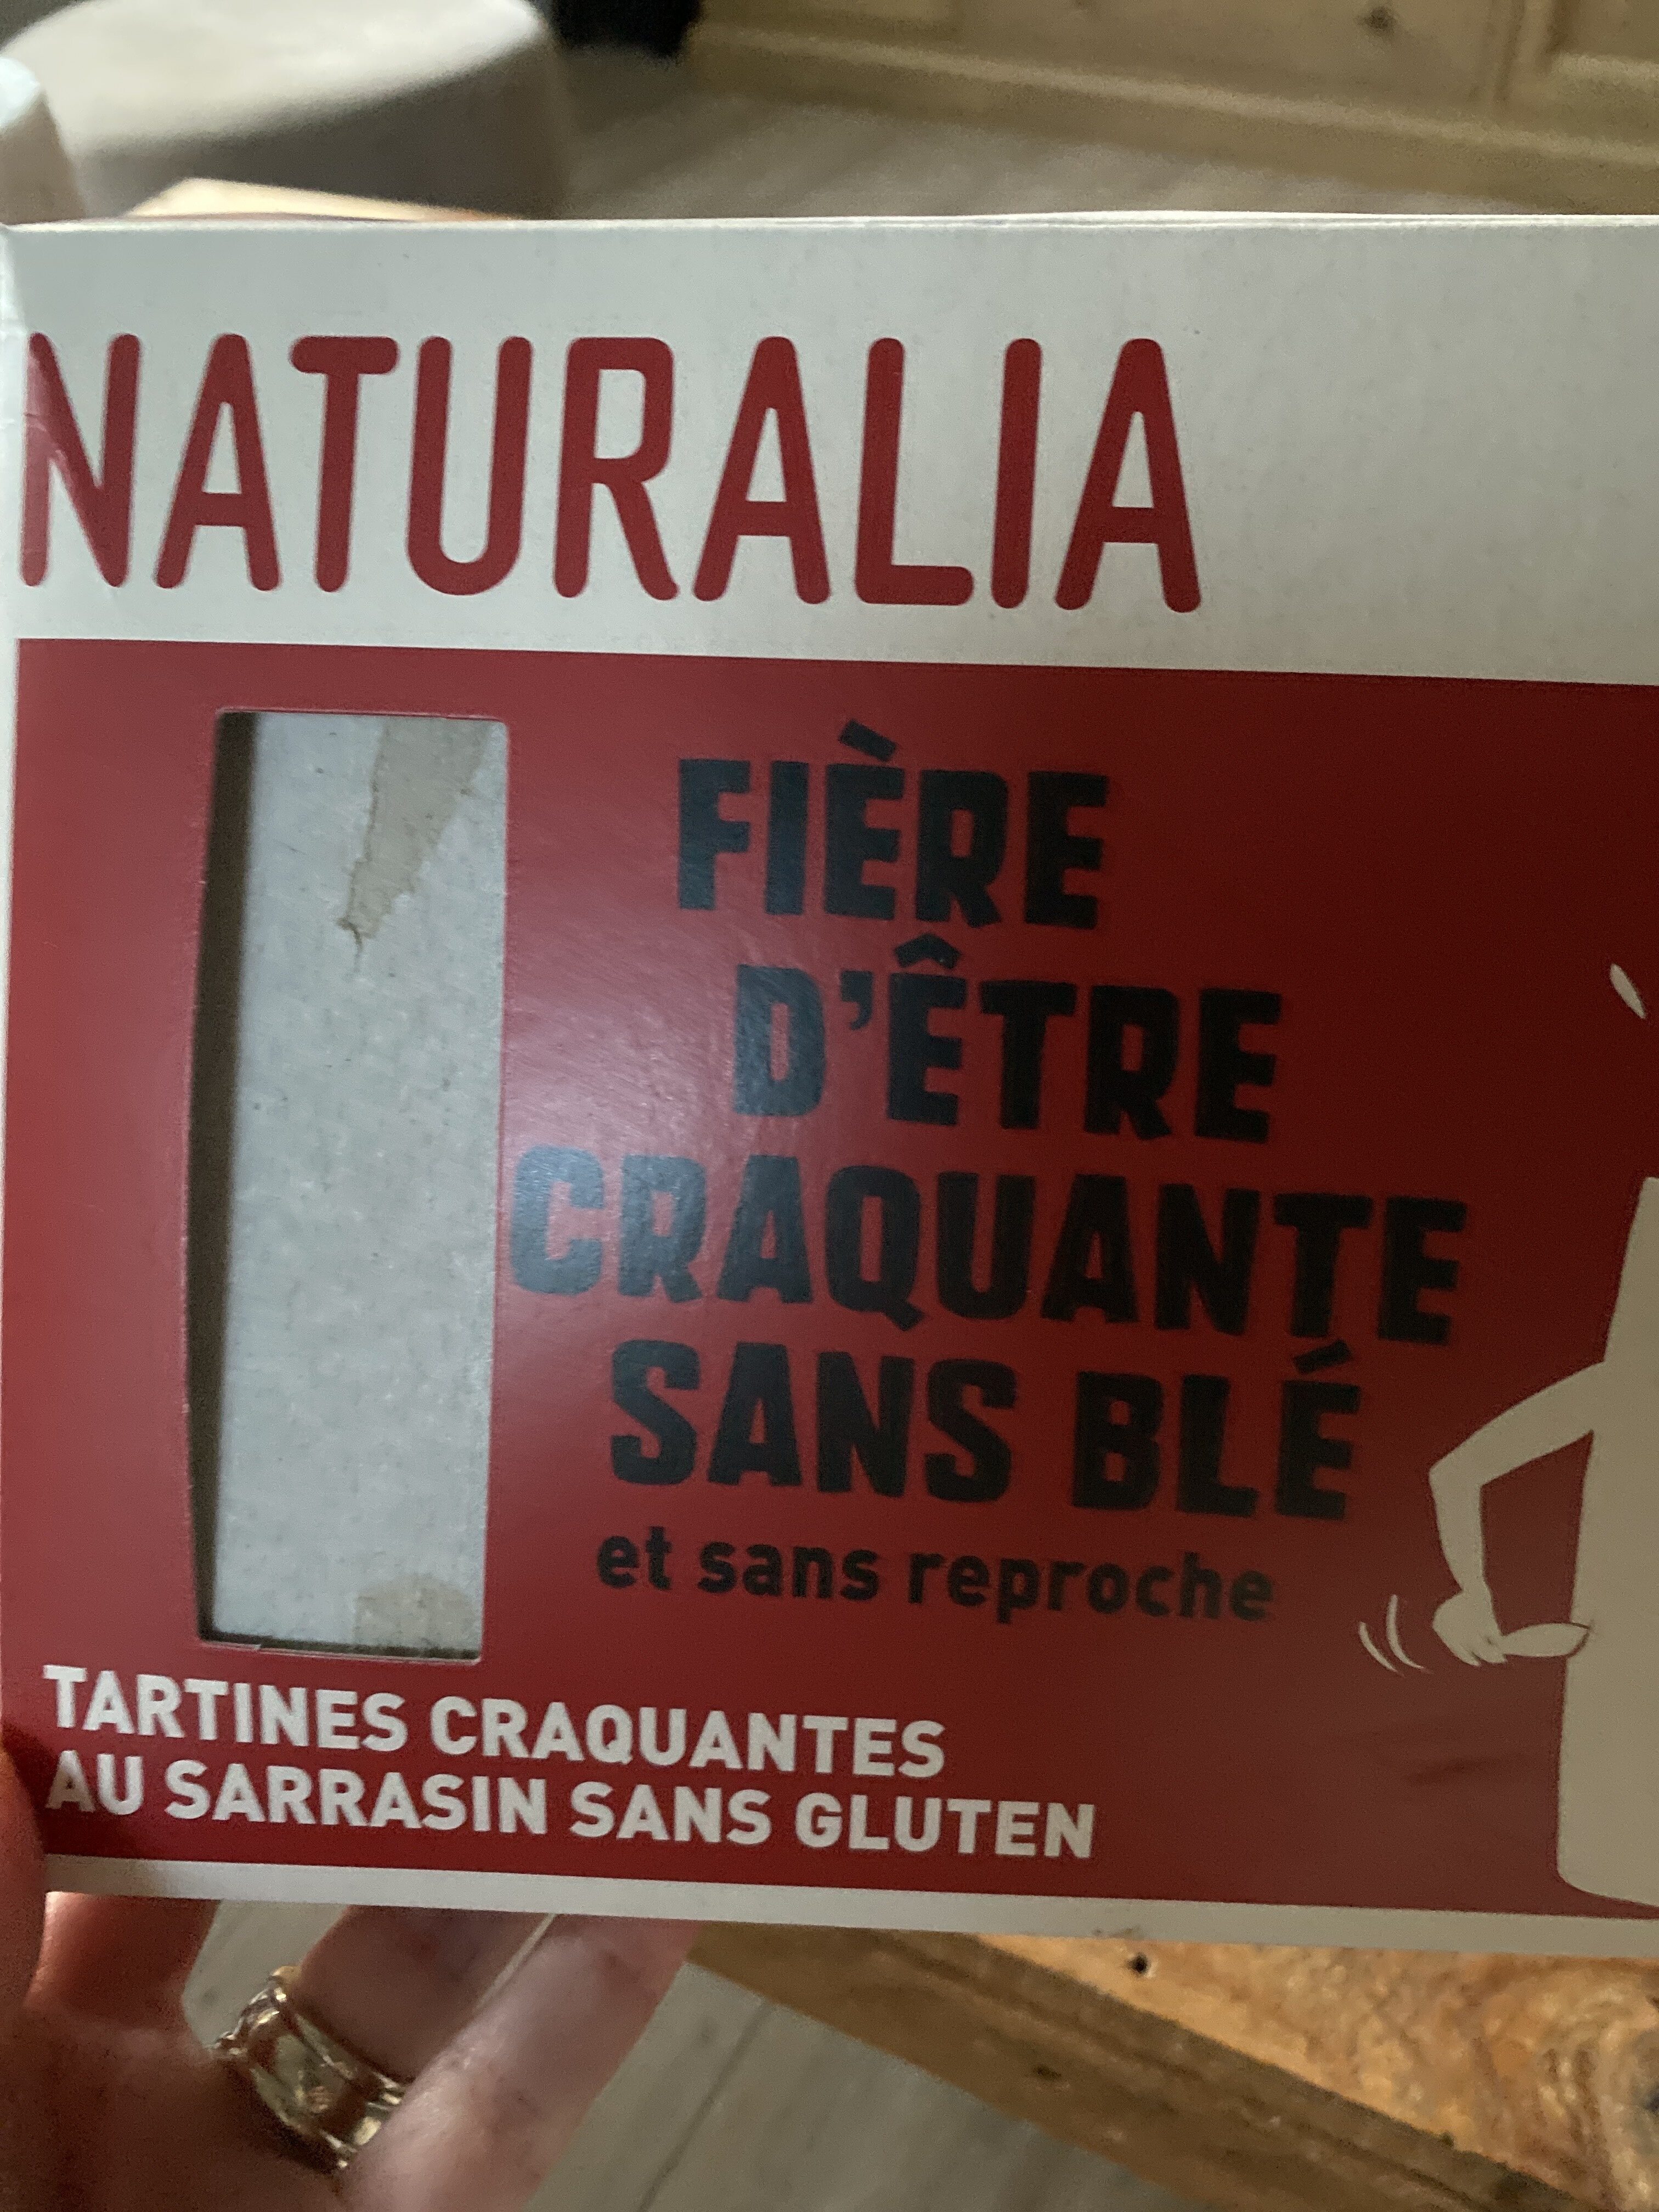 NATURALIA
FIÈRE
D'ÊTRE
CRAQUANTE
SANS BLÉ
et sans reproche
TARTINES CRAQUANTES
AU SARRASIN SANS GLUTEN